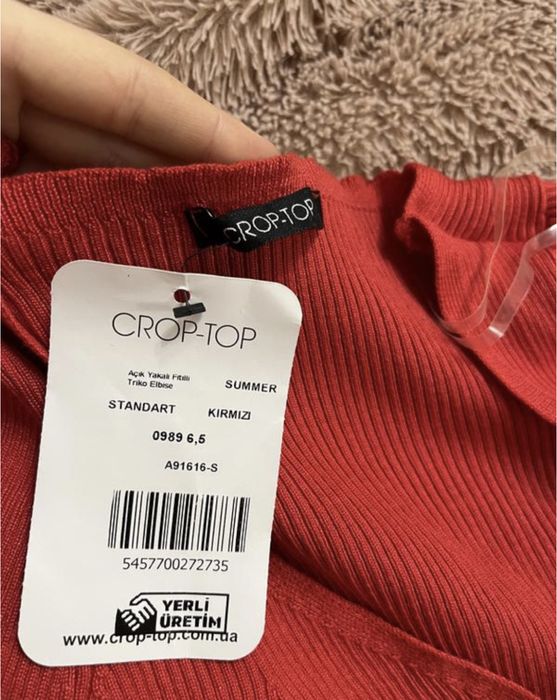 CROP-TOP
CROP-TOP
Açık Yakalı Fitilli
Triko Elbise
SUMMER
STANDART KIRMIZI
0989 6,5
A91616-S
5457700272735
YERLİ
ÜRETİM
www.crop-top.com.ua